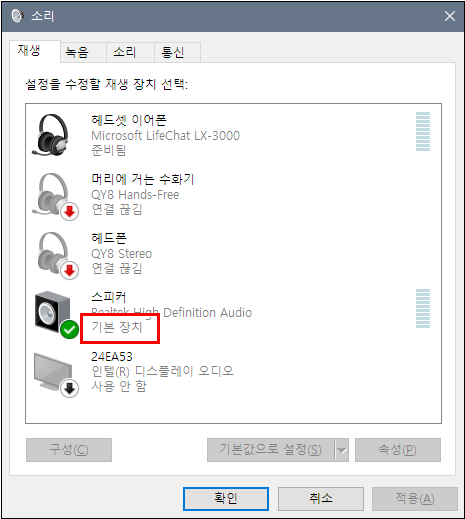 소리
재생 녹음 소리 통신
설정을 수정할 재생 장치 선택:
헤드셋 이어폰
Microsoft LifeChat LX-3000
준비됨
머리에 거는 수화기
QY8 Hands-Free
연결 끊김
헤드폰
QY8 Stereo
연결 끊김
스피커
Realtek High Definition Audio
기본 장치
24EA53
인텔(R) 디스플레이 오디오
사용 안 함
구성(C) 기본값으로 설정(S) 속성(P)
확인 취소 적용(A)